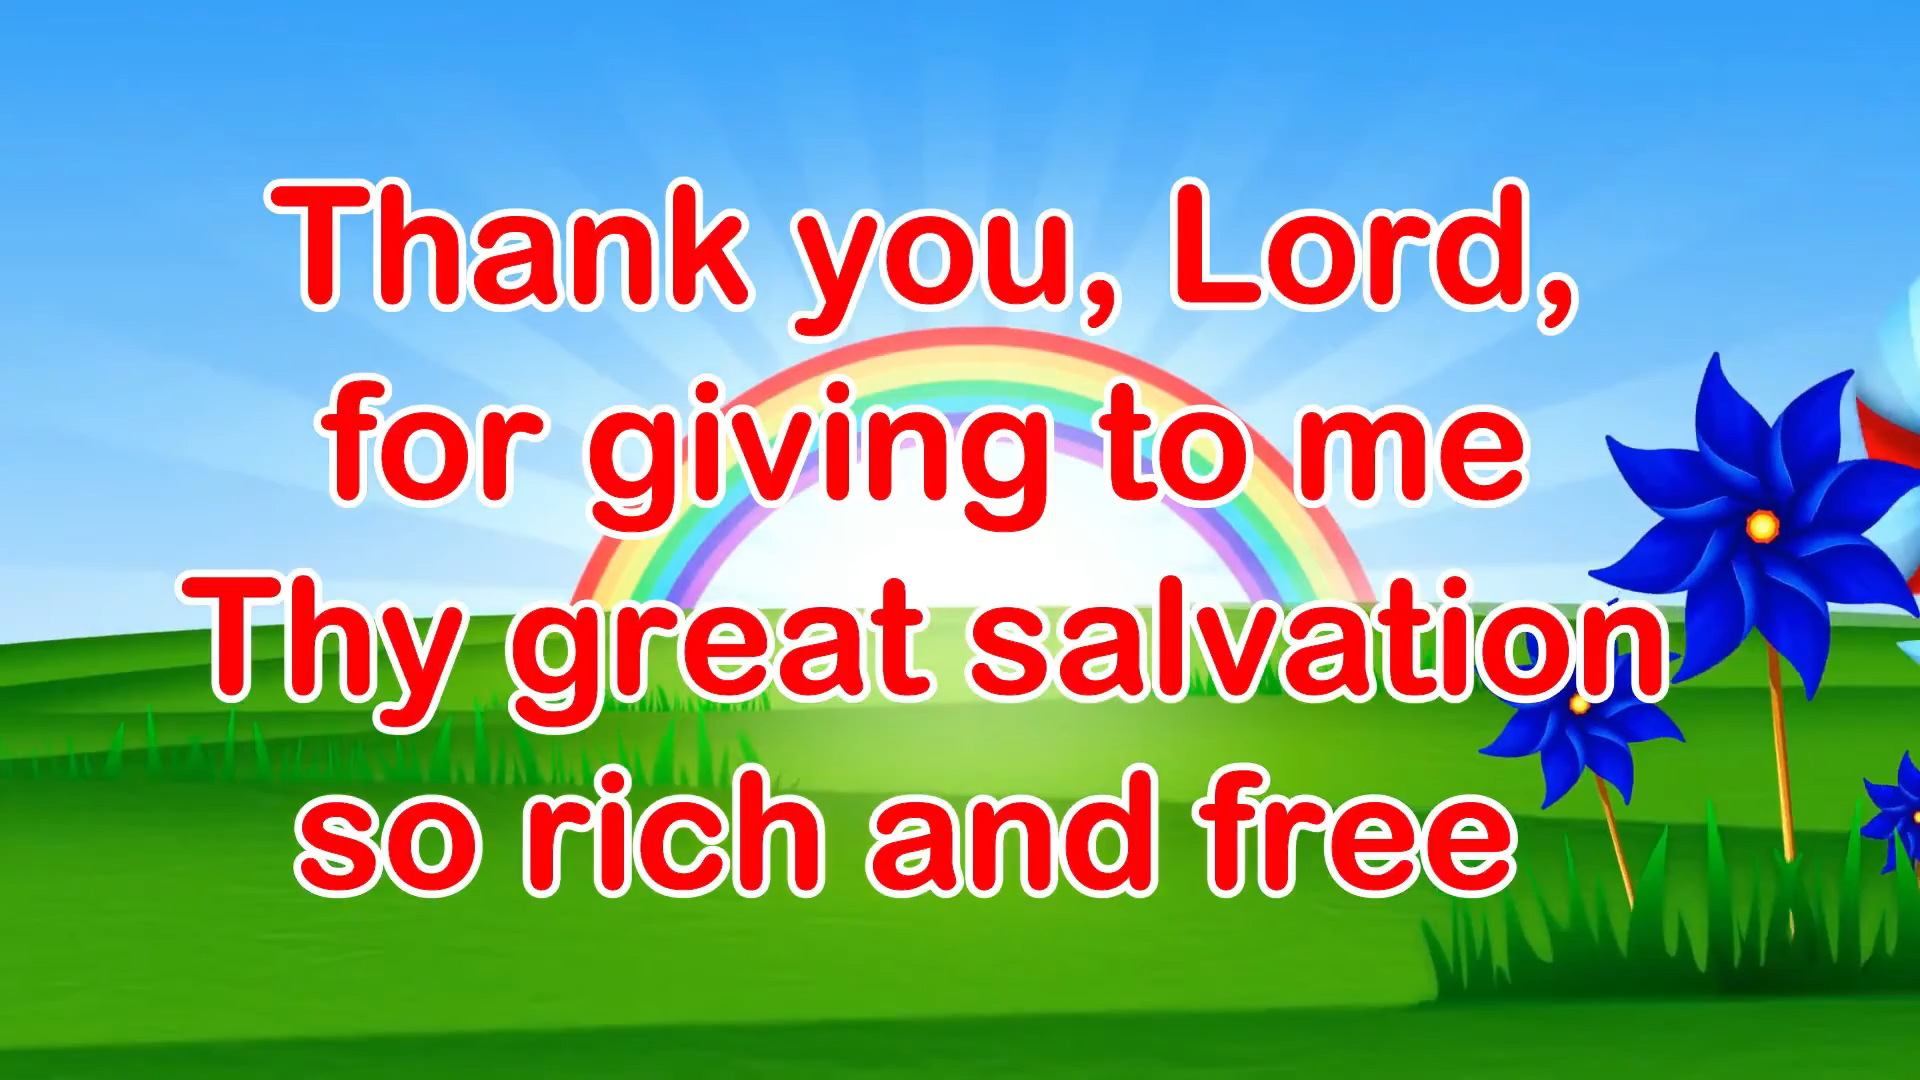 Thank you, Lord,
for giving to me
Thy great salvation
so rich and free